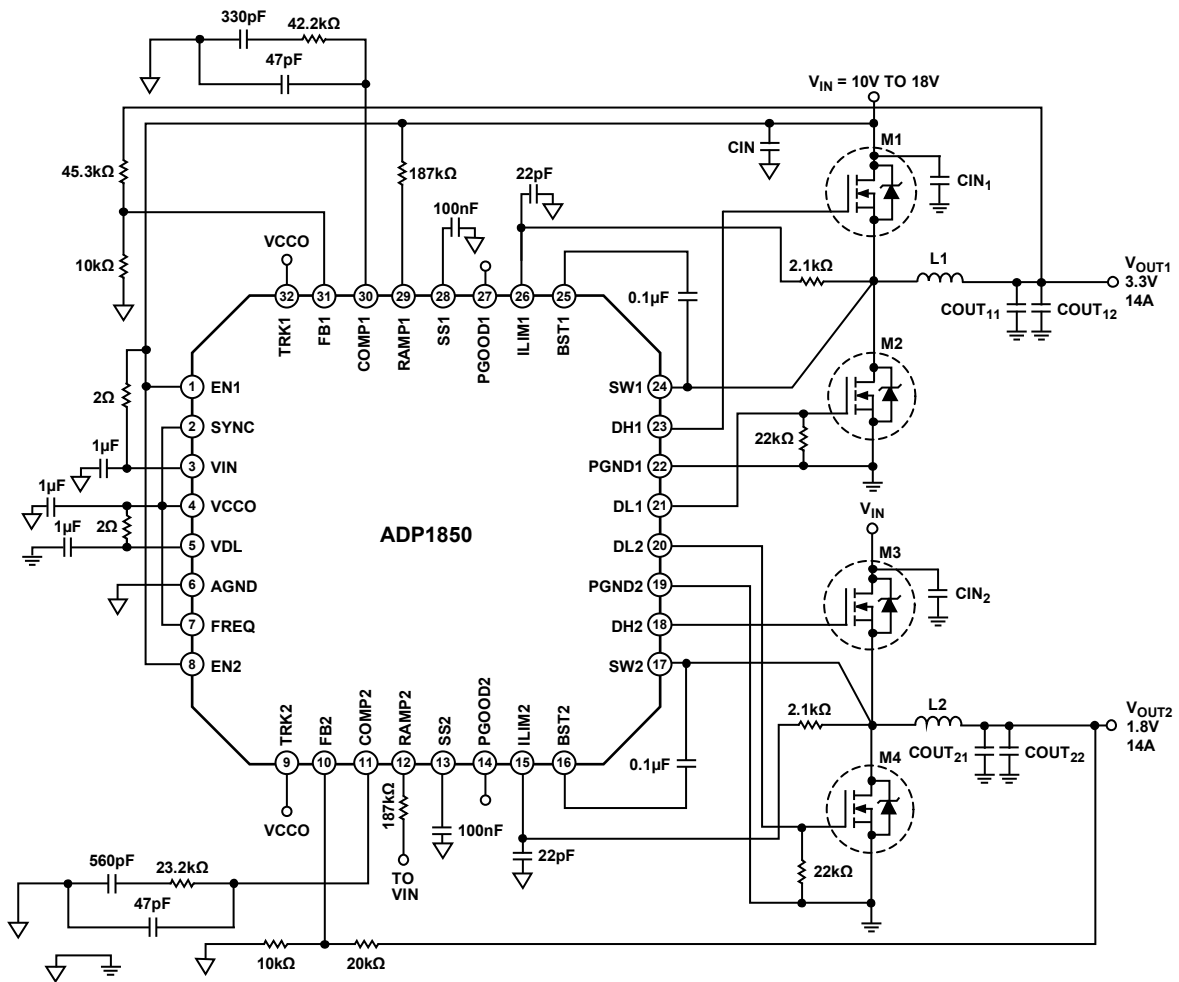 330pF
42.2kΩ
47pF
V_IN = 10V TO 18V
M1
CIN
CIN₁
45.3kΩ
187kΩ
22pF
100nF
VCCO
10kΩ
L1
2.1kΩ
V_OUT1
3.3V
14A
0.1µF
COUT₁₁
COUT₁₂
32
31
30
29
28
27
26
25
TRK1
FB1
COMP1
RAMP1
SS1
PGOOD1
ILIM1
BST1
M2
1
EN1
SW1
24
2Ω
2
SYNC
DH1
23
22kΩ
1µF
3
VIN
PGND1
22
1µF
4
VCCO
DL1
21
V_IN
2Ω
1µF
5
VDL
ADP1850
DL2
20
M3
6
AGND
PGND2
19
CIN₂
7
FREQ
DH2
18
8
EN2
SW2
17
TRK2
FB2
COMP2
RAMP2
SS2
PGOOD2
ILIM2
BST2
9
10
11
12
13
14
15
16
2.1kΩ
L2
V_OUT2
1.8V
14A
COUT₂₁
COUT₂₂
0.1µF
M4
VCCO
187kΩ
100nF
22pF
22kΩ
TO
VIN
560pF
23.2kΩ
47pF
10kΩ
20kΩ